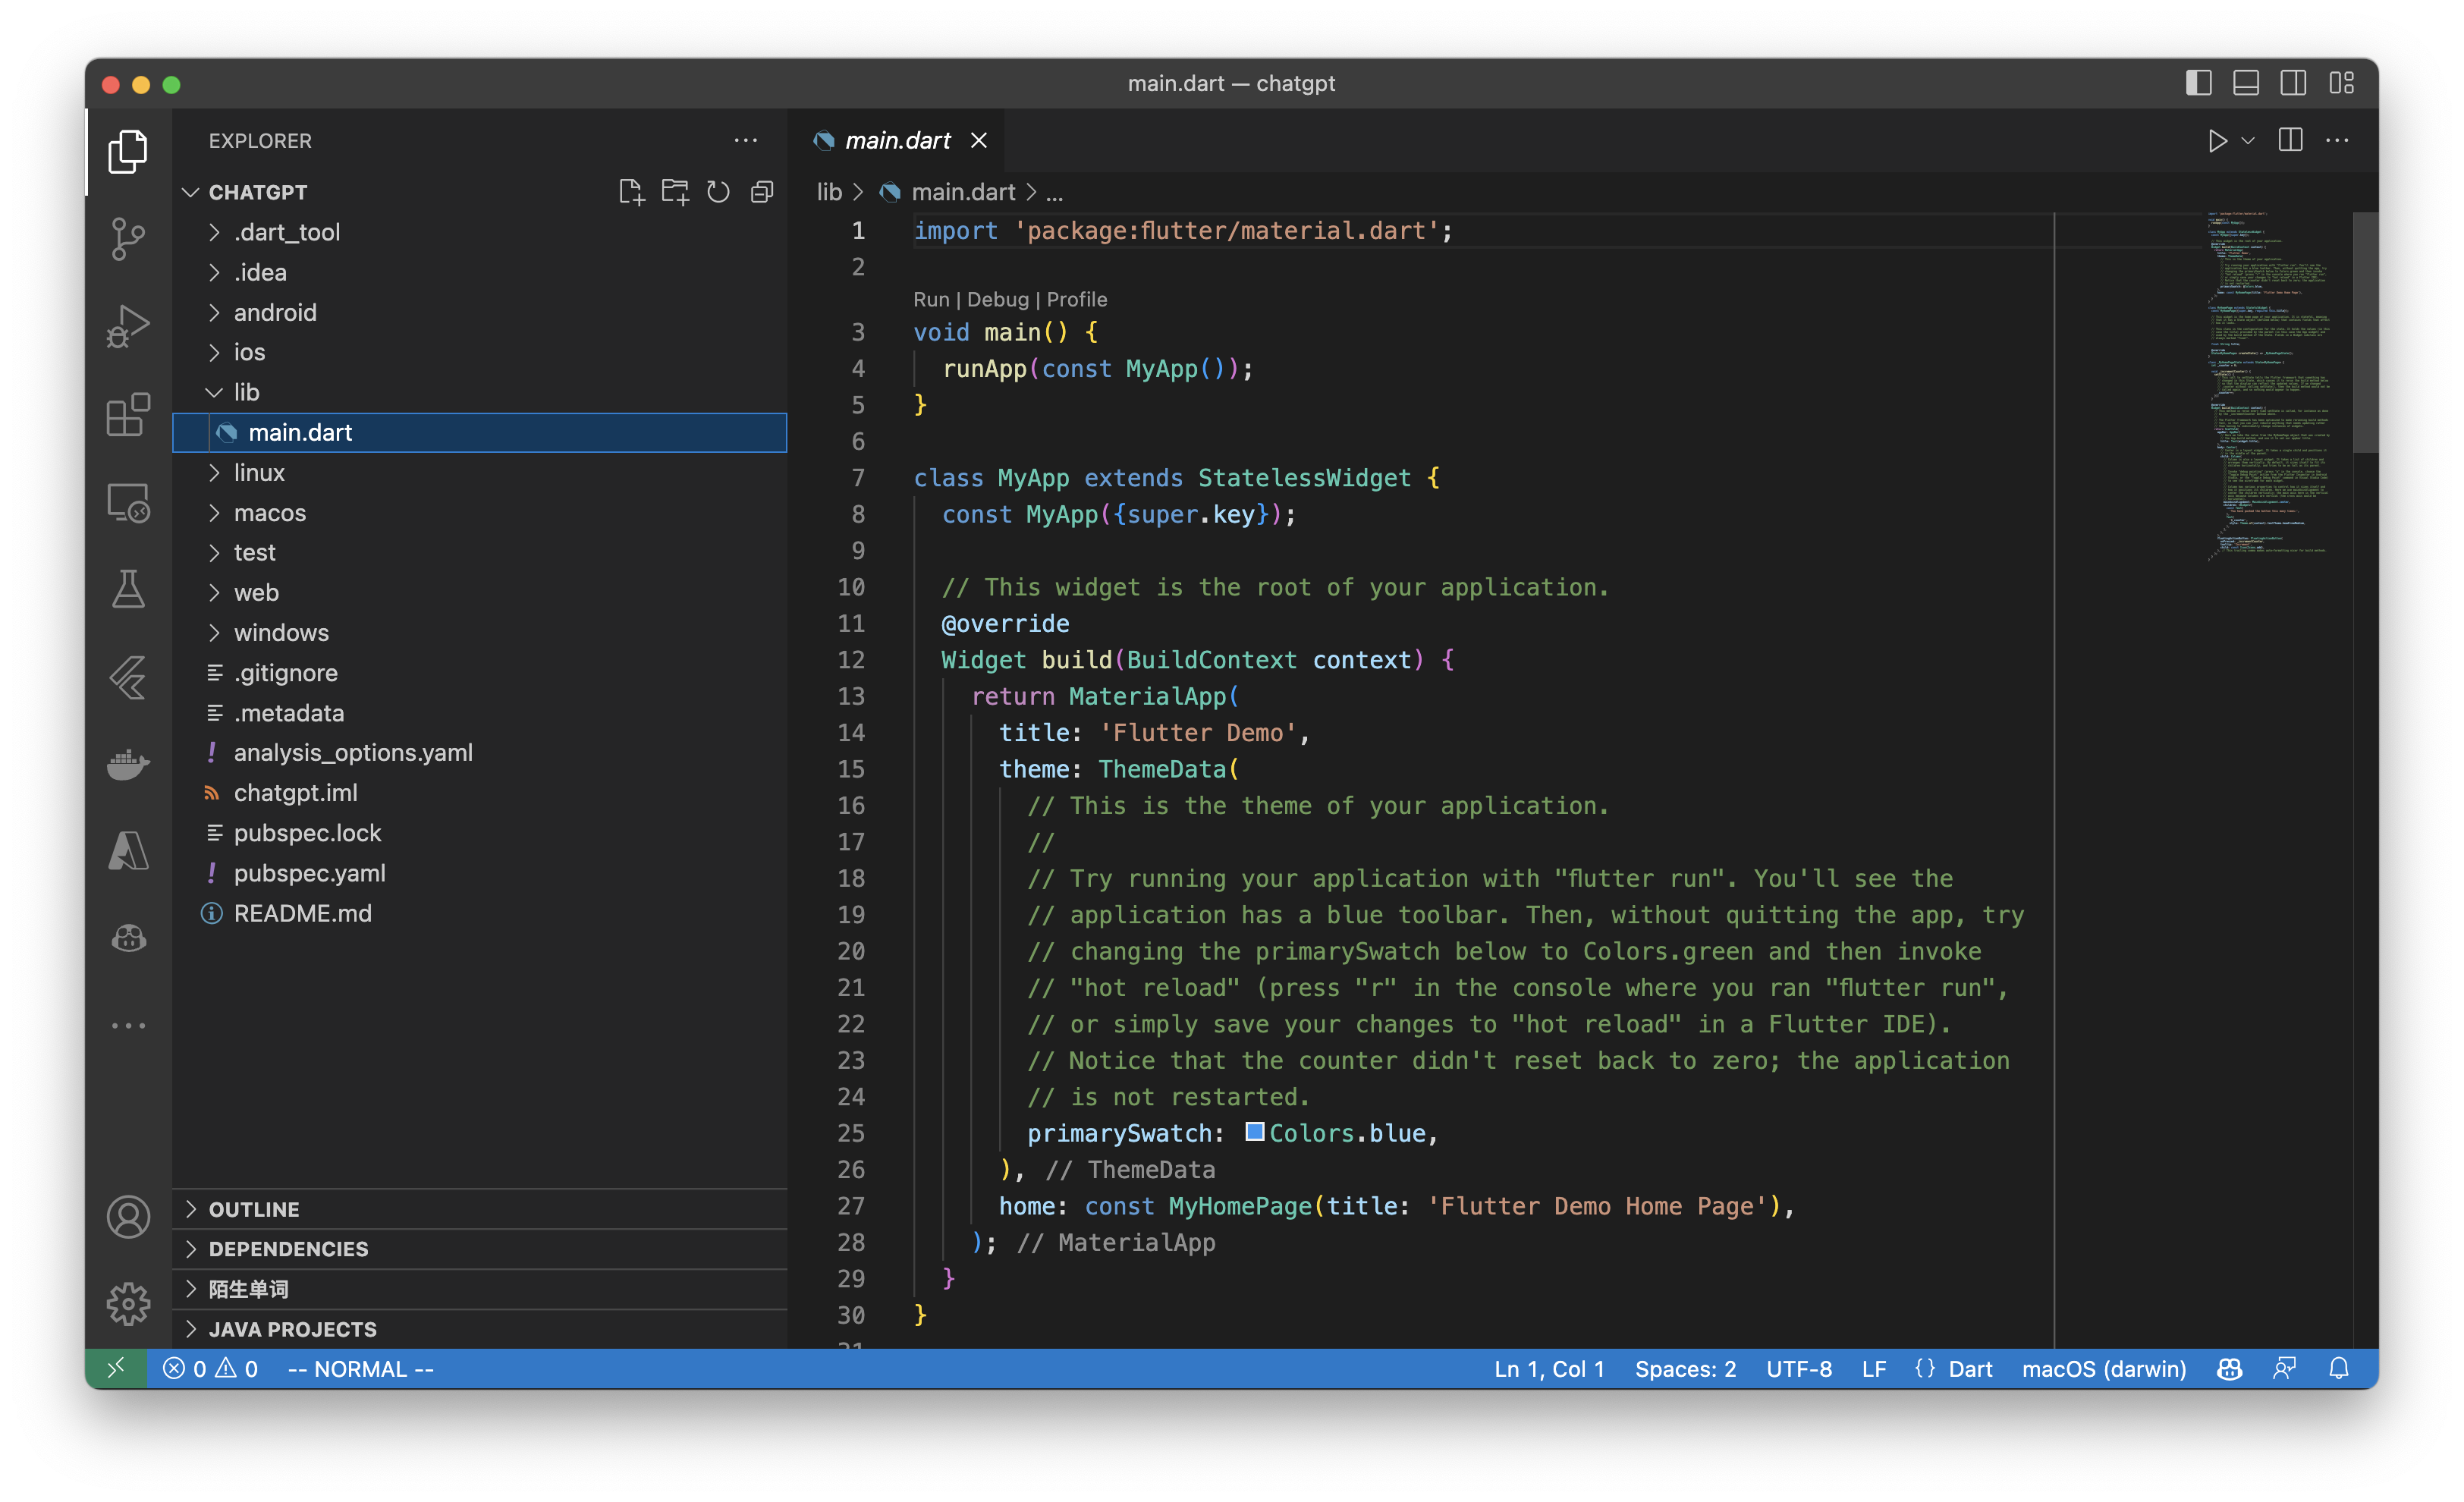 main.dart — chatgpt
EXPLORER
CHATGPT
.dart_tool
.idea
android
ios
lib
main.dart
linux
macos
test
web
windows
.gitignore
.metadata
analysis_options.yaml
chatgpt.iml
pubspec.lock
pubspec.yaml
README.md
OUTLINE
DEPENDENCIES
陌生单词
JAVA PROJECTS
main.dart
lib > main.dart > ...
1 import 'package:flutter/material.dart';
2
Run | Debug | Profile
3 void main() {
4 runApp(const MyApp());
5 }
6
7 class MyApp extends StatelessWidget {
8 const MyApp({super.key});
9
10 // This widget is the root of your application.
11 @override
12 Widget build(BuildContext context) {
13 return MaterialApp(
14 title: 'Flutter Demo',
15 theme: ThemeData(
16 // This is the theme of your application.
17 //
18 // Try running your application with "flutter run". You'll see the
19 // application has a blue toolbar. Then, without quitting the app, try
20 // changing the primarySwatch below to Colors.green and then invoke
21 // "hot reload" (press "r" in the console where you ran "flutter run",
22 // or simply save your changes to "hot reload" in a Flutter IDE).
23 // Notice that the counter didn't reset back to zero; the application
24 // is not restarted.
25 primarySwatch: Colors.blue,
26 ), // ThemeData
27 home: const MyHomePage(title: 'Flutter Demo Home Page'),
28 ); // MaterialApp
29 }
30 }
0 0 -- NORMAL --
Ln 1, Col 1 Spaces: 2 UTF-8 LF {} Dart macOS (darwin)